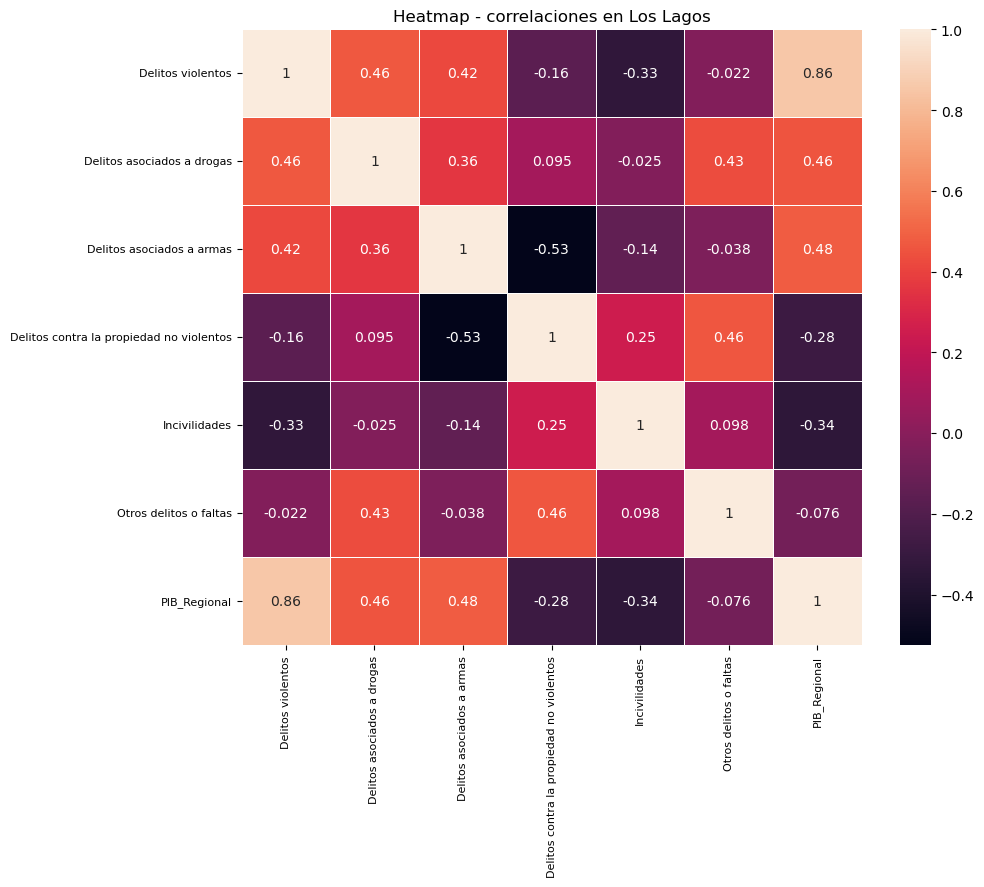 Heatmap - correlaciones en Los Lagos
Delitos violentos 1 0.46 0.42 -0.16 -0.33 -0.022 0.86
Delitos asociados a drogas 0.46 1 0.36 0.095 -0.025 0.43 0.46
Delitos asociados a armas 0.42 0.36 1 -0.53 -0.14 -0.038 0.48
Delitos contra la propiedad no violentos -0.16 0.095 -0.53 1 0.25 0.46 -0.28
Incivilidades -0.33 -0.025 -0.14 0.25 1 0.098 -0.34
Otros delitos o faltas -0.022 0.43 -0.038 0.46 0.098 1 -0.076
PIB_Regional 0.86 0.46 0.48 -0.28 -0.34 -0.076 1
Delitos violentos
Delitos asociados a drogas
Delitos asociados a armas
Delitos contra la propiedad no violentos
Incivilidades
Otros delitos o faltas
PIB_Regional
1.0
0.8
0.6
0.4
0.2
0.0
−0.2
−0.4